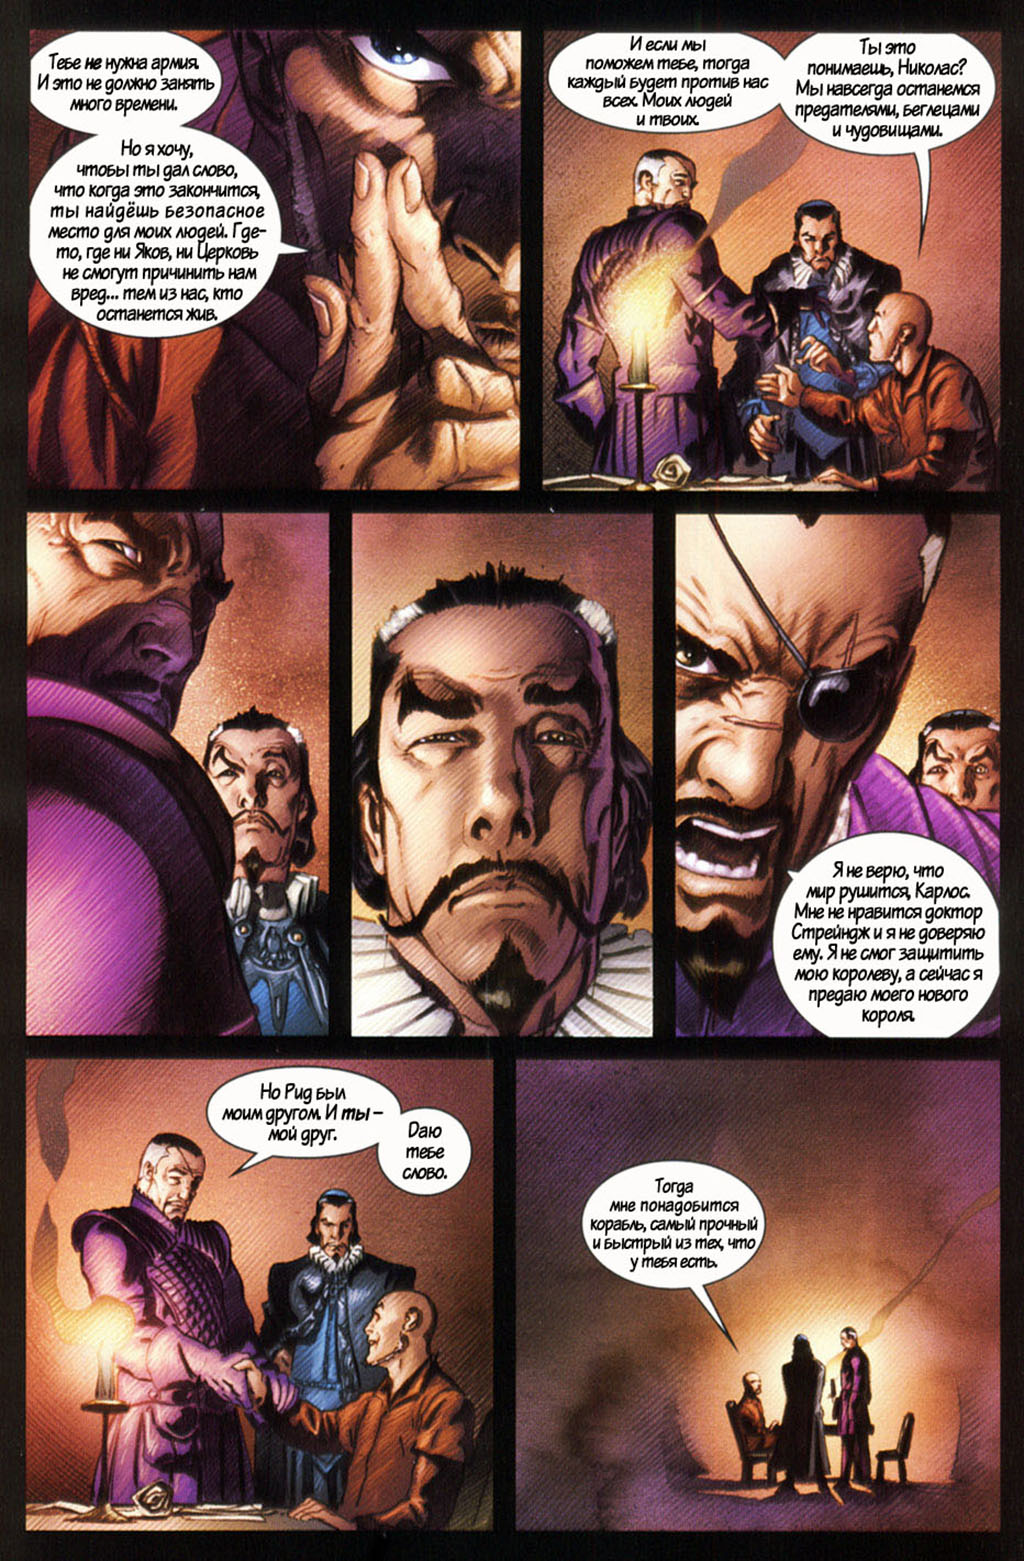 Тебе не нужна армия.
И это не должно занять
много времени.
Но я хочу,
чтобы ты дал слово,
что когда это закончится,
ты найдёшь безопасное
место для моих людей. Где-
то, где ни Яков, ни Церковь
не смогут причинить нам
вред... тем из нас, кто
останется жив.
И если мы
поможем тебе, тогда
каждый будет против нас
всех. Моих людей
и твоих.
Ты это
понимаешь, Николас?
Мы навсегда останемся
предателями, беглецами
и чудовищами.
Я не верю, что
мир рушится, Карлос.
Мне не нравится доктор
Стрейндж и я не доверяю
ему. Я не смог защитить
мою королеву, а сейчас я
предаю моего нового
короля.
Но Рид был
моим другом. И ты –
мой друг.
Даю
тебе
слово.
Тогда
мне понадобится
корабль, самый прочный
и быстрый из тех, что
у тебя есть.